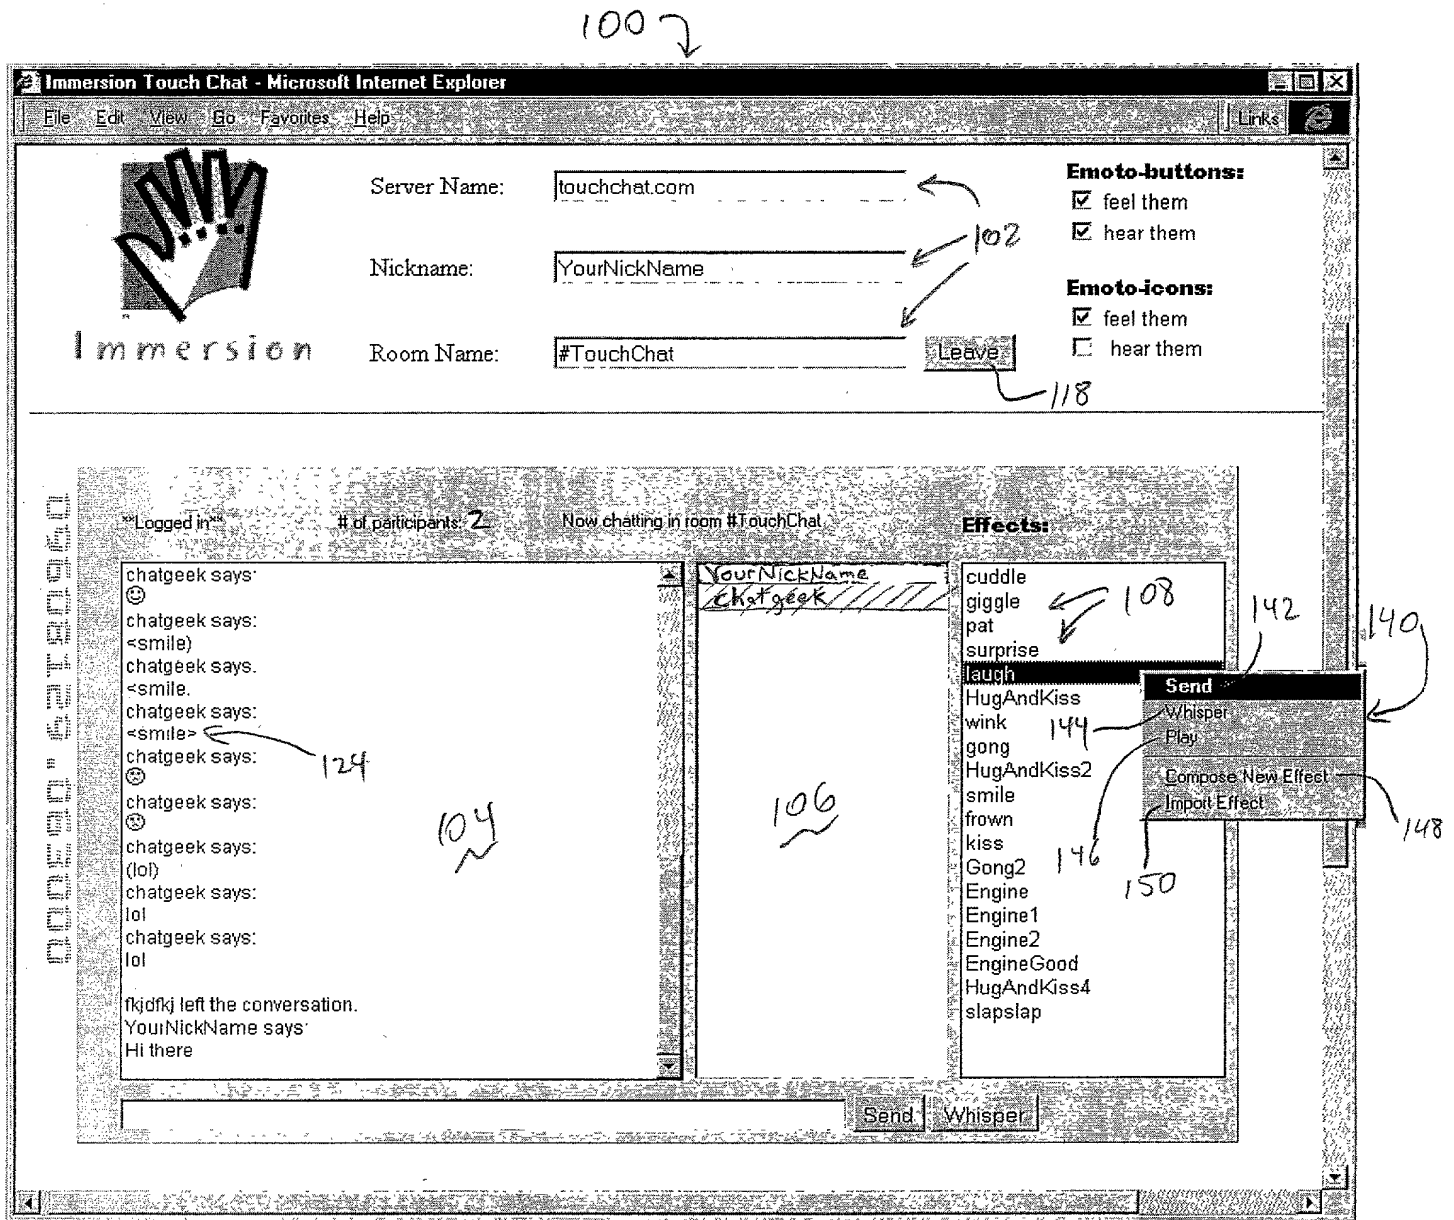 100
Immersion Touch Chat - Microsoft Internet Explorer
File Edit View Go Favorites Help Links
Server Name: touchchat.com
Emoto-buttons:
feel them
hear them
102
Nickname: YourNickName
Emoto-icons:
feel them
hear them
Immersion
Room Name: #TouchChat Leave
118
**Logged in** # of participants: 2 Now chatting in room #TouchChat Effects:
chatgeek says:
chatgeek says:
<smile)
chatgeek says.
<smile.
chatgeek says:
<smile>
124
chatgeek says:
chatgeek says:
chatgeek says:
(lol)
chatgeek says:
lol
chatgeek says:
lol
fkjdfkj left the conversation.
YourNickName says:
Hi there
104
YourNickName
chatgeek
106
cuddle
giggle
pat
surprise
laugh
HugAndKiss
wink
gong
HugAndKiss2
smile
frown
kiss
Gong2
Engine
Engine1
Engine2
EngineGood
HugAndKiss4
slapslap
108
142
140
Send
Whisper
Play
Compose New Effect
Import Effect
144
146
148
150
Send Whisper